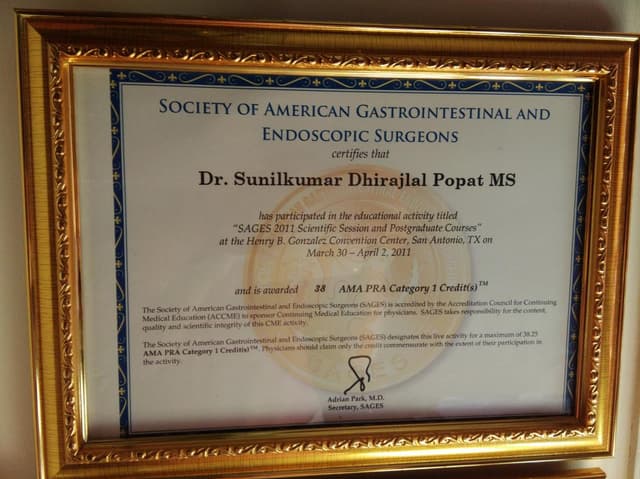 SOCIETY OF AMERICAN GASTROINTESTINAL AND
ENDOSCOPIC SURGEONS
certifies that
Dr. Sunilkumar Dhirajlal Popat MS
has participated in the educational activity titled
"SAGES 2011 Scientific Session and Postgraduate Courses"
at the Henry B. Gonzalez Convention Center, San Antonio, TX on
March 30 – April 2, 2011
and is awarded 38 AMA PRA Category 1 Credit(s)™
The Society of American Gastrointestinal and Endoscopic Surgeons (SAGES) is accredited by the Accreditation Council for Continuing
Medical Education (ACCME) to sponsor Continuing Medical Education for physicians. SAGES takes responsibility for the content,
quality and scientific integrity of this CME activity.
The Society of American Gastrointestinal and Endoscopic Surgeons (SAGES) designates this live activity for a maximum of 38.25
AMA PRA Category 1 Credit(s)™. Physicians should claim only the credit commensurate with the extent of their participation in
the activity.
Adrian Park, M.D.
Secretary, SAGES